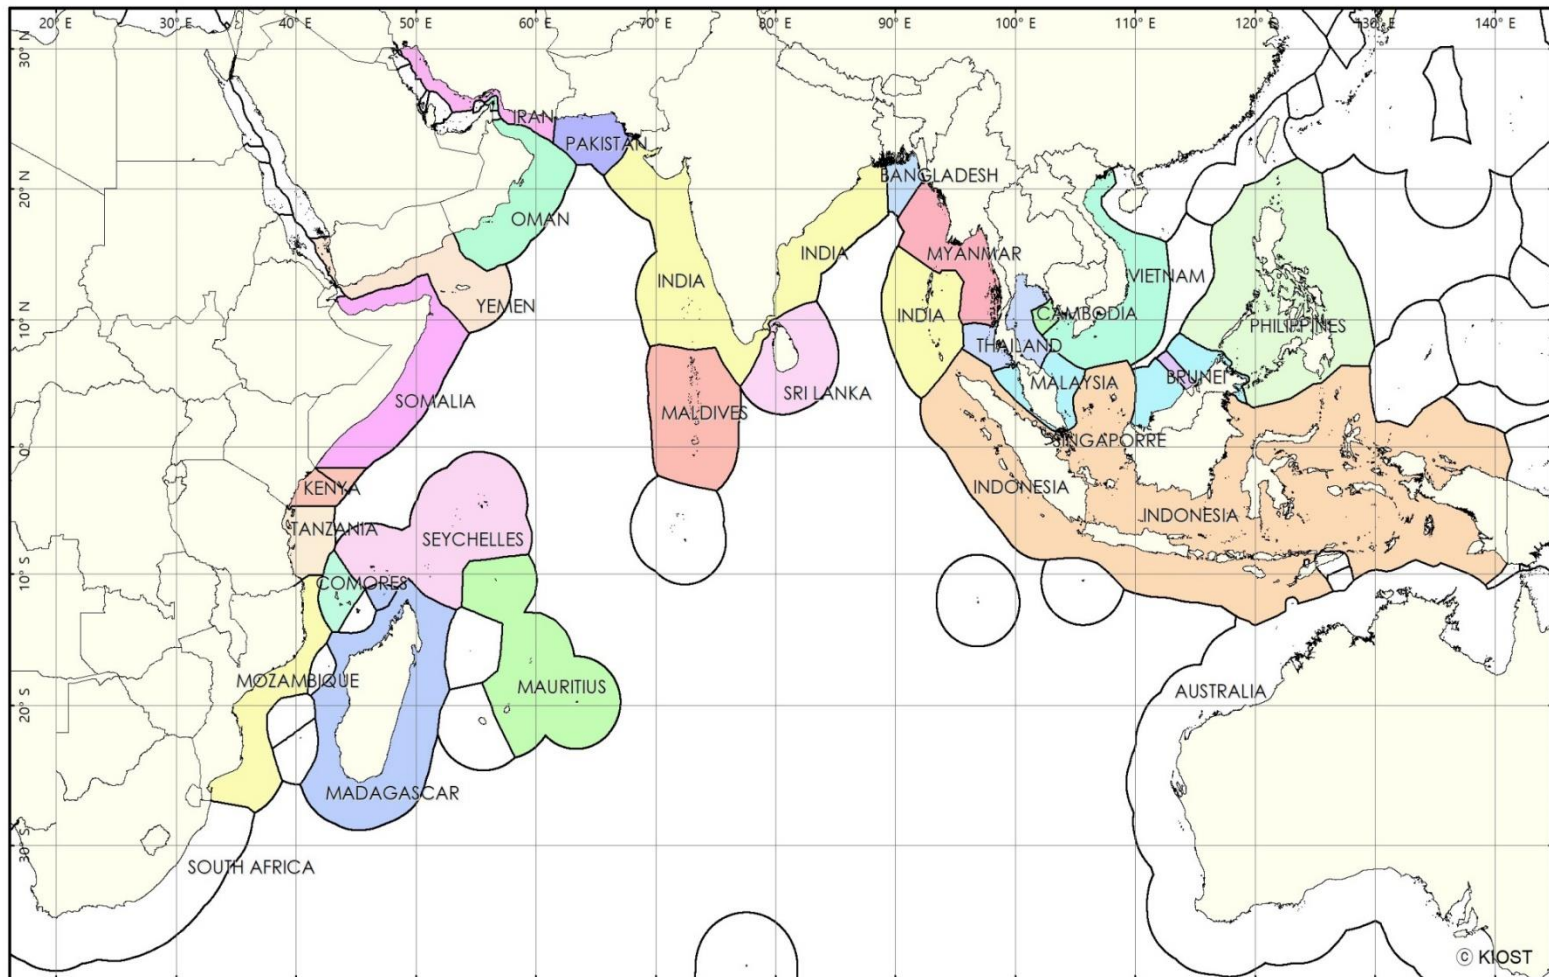 20° E 30° E 40° E 50° E 60° E 70° E 80° E 90° E 100° E 110° E 120° E 130° E 140° E
30° N
IRAN
PAKISTAN
BANGLADESH
20° N
OMAN
MYANMAR
INDIA
VIETNAM
INDIA
YEMEN
INDIA
CAMBODIA
PHILIPPINES
10° N
THAILAND
BRUNEI
MALAYSIA
SRI LANKA
SOMALIA
MALDIVES
SINGAPORRE
0° N
KENYA
INDONESIA
INDONESIA
TANZANIA
SEYCHELLES
COMORES
10° S
MOZAMBIQUE
MAURITIUS
AUSTRALIA
20° S
MADAGASCAR
30° S
SOUTH AFRICA
© KIOST